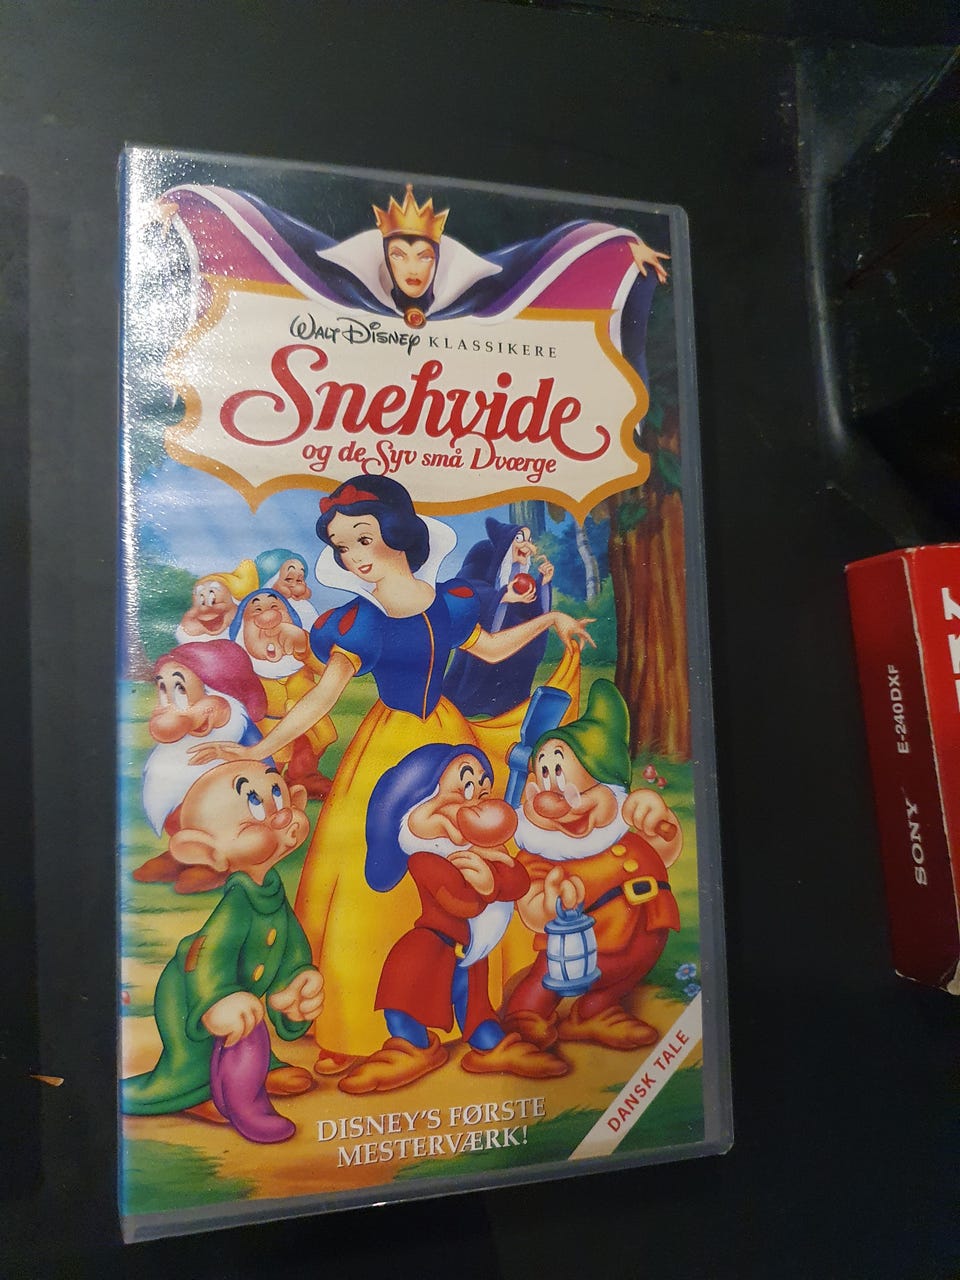 WALT DISNEY KLASSIKERE
Snehvide
og de Syv små Dværge
DISNEY'S FØRSTE
MESTERVÆRK!
DANSK TALE
SONY
E-240DXF